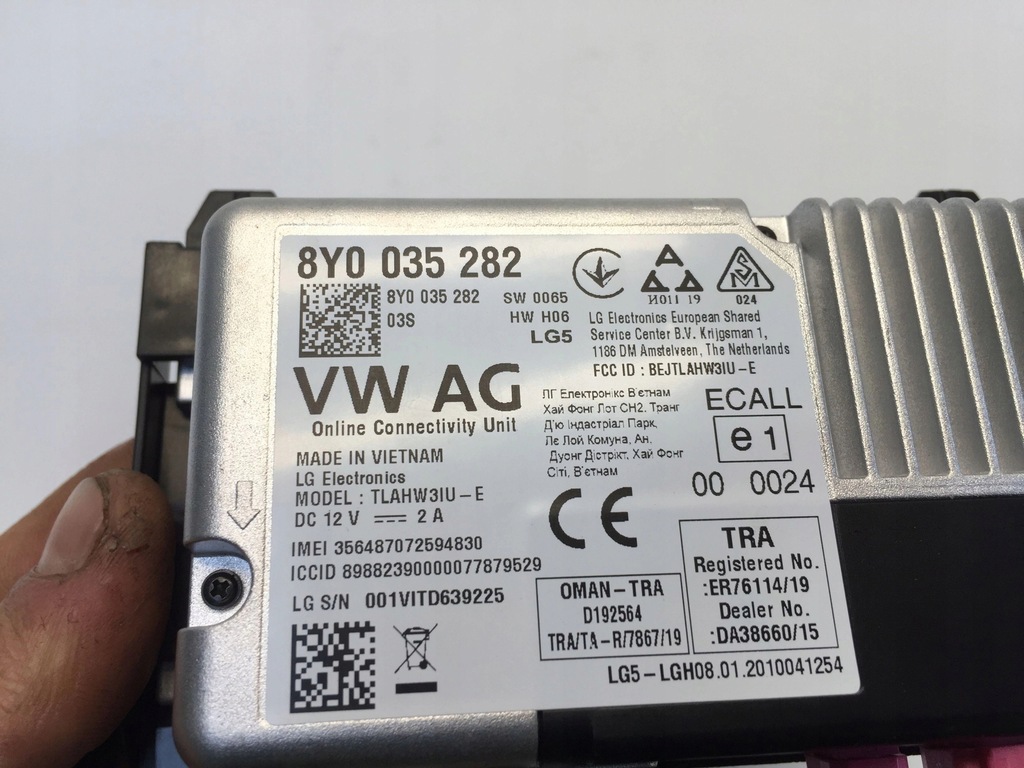 8Y0 035 282
8Y0 035 282
03S
SW 0065
HW H06
LG5
И011 19
024
LG Electronics European Shared
Service Center B.V. Krijgsman 1,
1186 DM Amstelveen, The Netherlands
FCC ID : BEJTLAHW3IU-E
VW AG
Online Connectivity Unit
ЛГ Електронікс В'єтнам
Хай Фонг Лот CH2. Транг
Д'ю Індастріал Парк,
Ле Лой Комуна, Ан.
Дуонг Дістрікт, Хай Фонг
Сіті, В'єтнам
ECALL
e 1
00 0024
MADE IN VIETNAM
LG Electronics
MODEL : TLAHW3IU-E
DC 12 V 2 A
IMEI 356487072594830
ICCID 89882390000077879529
LG S/N 001VITD639225
CE
OMAN-TRA
D192564
TRA/TA-R/7867/19
TRA
Registered No.
:ER76114/19
Dealer No.
:DA38660/15
LG5-LGH08.01.2010041254